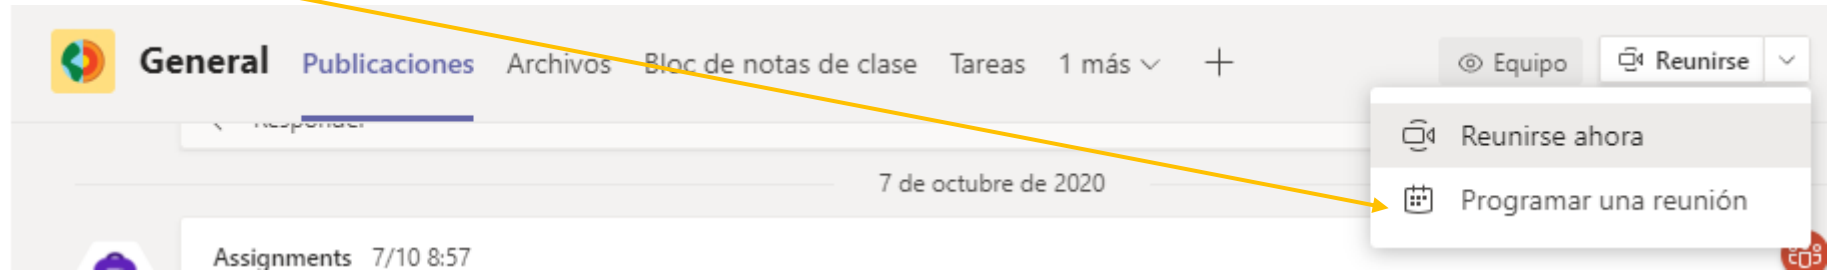 General Publicaciones Archivos Bloc de notas de clase Tareas 1 más Equipo Reunirse
Responder
Reunirse ahora
7 de octubre de 2020
Programar una reunión
Assignments 7/10 8:57